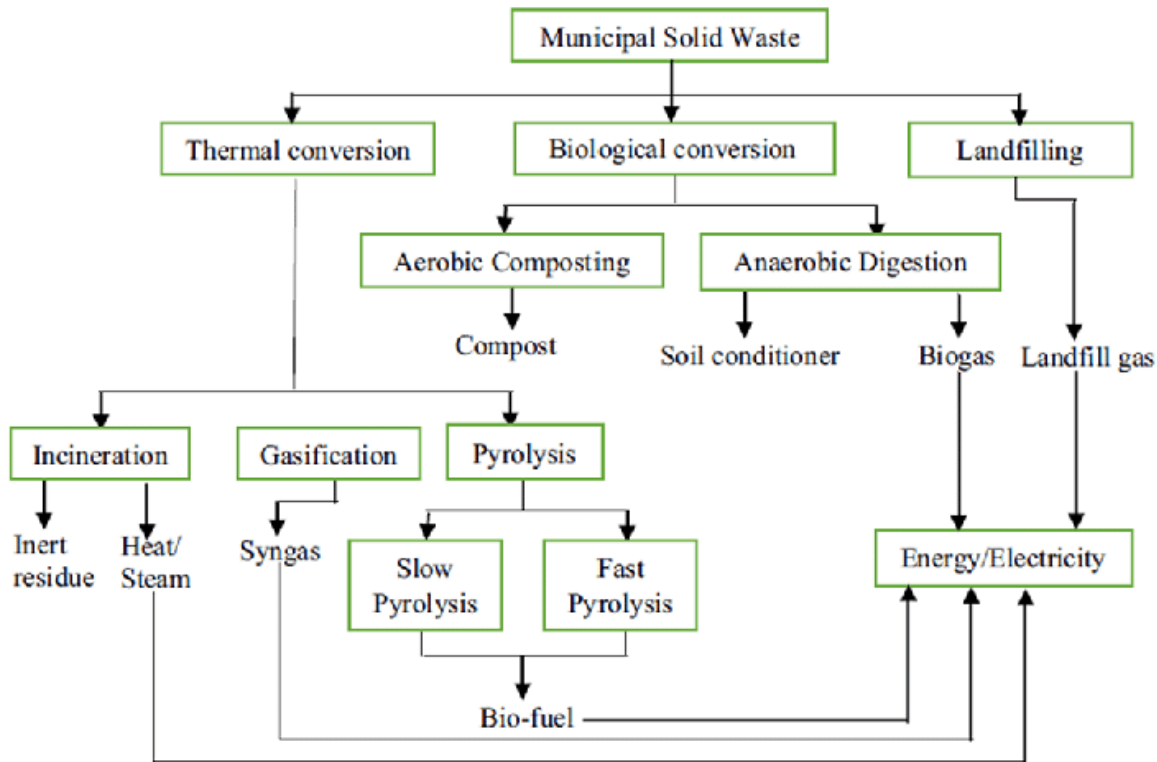 Municipal Solid Waste
Thermal conversion
Biological conversion
Landfilling
Aerobic Composting
Anaerobic Digestion
Compost
Soil conditioner
Biogas
Landfill gas
Incineration
Gasification
Pyrolysis
Inert
residue
Heat/
Steam
Syngas
Slow
Pyrolysis
Fast
Pyrolysis
Energy/Electricity
Bio-fuel